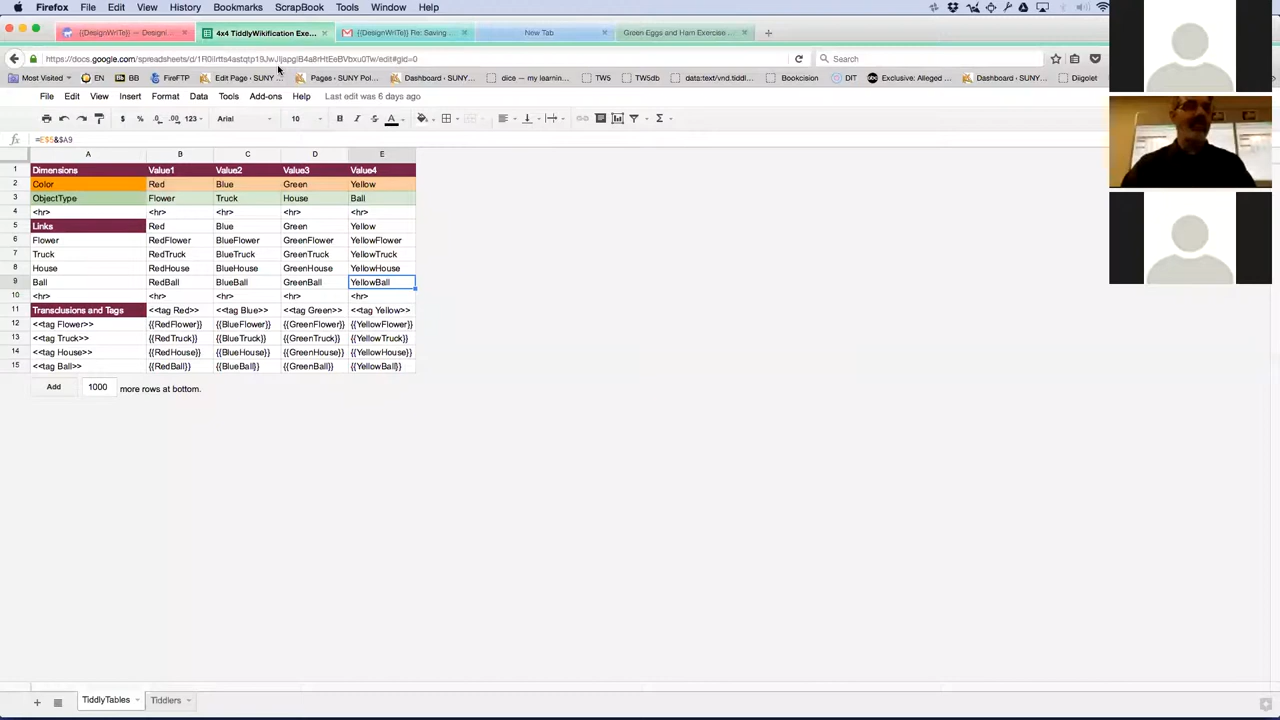 Firefox File Edit View History Bookmarks ScrapBook Tools Window Help
{{DesignWriTe}} — Designi... 4x4 TiddlyWikification Exe... {{DesignWriTe}} Re: Saving ... New Tab Green Eggs and Ham Exercise
Search
Most Visited EN BB FireFTP Edit Page ‹ SUNY ... Pages ‹ SUNY Pol... Dashboard ‹ SUNY... dice — my learnin... TW5 TW5dir data:text/vnd.tiddl... Bookcision DIT Exclusive: Alleged ... Dashboard ‹ SUNY... Diigolet
File Edit View Insert Format Data Tools Add-ons Help Last edit was 6 days ago
$ % .0 .00 123 Arial 10 B I S A
fx =E$5&$A9
A B C D E
1 Dimensions Value1 Value2 Value3 Value4
2 Color Red Blue Green Yellow
3 ObjectType Flower Truck House Ball
4 <hr> <hr> <hr> <hr> <hr>
5 Links Red Blue Green Yellow
6 Flower RedFlower BlueFlower GreenFlower YellowFlower
7 Truck RedTruck BlueTruck GreenTruck YellowTruck
8 House RedHouse BlueHouse GreenHouse YellowHouse
9 Ball RedBall BlueBall GreenBall YellowBall
10 <hr> <hr> <hr> <hr> <hr>
11 Transclusions and Tags <<tag Red>> <<tag Blue>> <<tag Green>> <<tag Yellow>>
12 <<tag Flower>> {{RedFlower}} {{BlueFlower}} {{GreenFlower}} {{YellowFlower}}
13 <<tag Truck>> {{RedTruck}} {{BlueTruck}} {{GreenTruck}} {{YellowTruck}}
14 <<tag House>> {{RedHouse}} {{BlueHouse}} {{GreenHouse}} {{YellowHouse}}
15 <<tag Ball>> {{RedBall}} {{BlueBall}} {{GreenBall}} {{YellowBall}}
Add 1000 more rows at bottom.
TiddlyTables Tiddlers